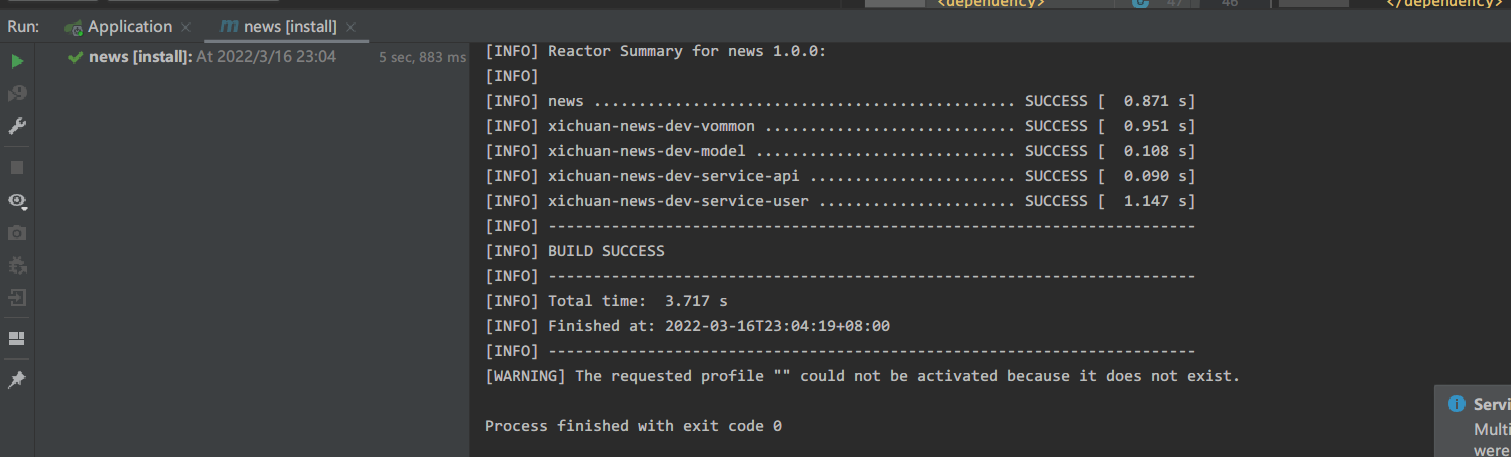 <dependency>
47
46
</dependency>
Run:
Application
news [install]
news [install]: At 2022/3/16 23:04
5 sec, 883 ms
[INFO] Reactor Summary for news 1.0.0:
[INFO]
[INFO] news ............................................... SUCCESS [  0.871 s]
[INFO] xichuan-news-dev-vommon ............................ SUCCESS [  0.951 s]
[INFO] xichuan-news-dev-model ............................. SUCCESS [  0.108 s]
[INFO] xichuan-news-dev-service-api ....................... SUCCESS [  0.090 s]
[INFO] xichuan-news-dev-service-user ...................... SUCCESS [  1.147 s]
[INFO] ------------------------------------------------------------------------
[INFO] BUILD SUCCESS
[INFO] ------------------------------------------------------------------------
[INFO] Total time:  3.717 s
[INFO] Finished at: 2022-03-16T23:04:19+08:00
[INFO] ------------------------------------------------------------------------
[WARNING] The requested profile "" could not be activated because it does not exist.
Process finished with exit code 0
Servi
Multi
were